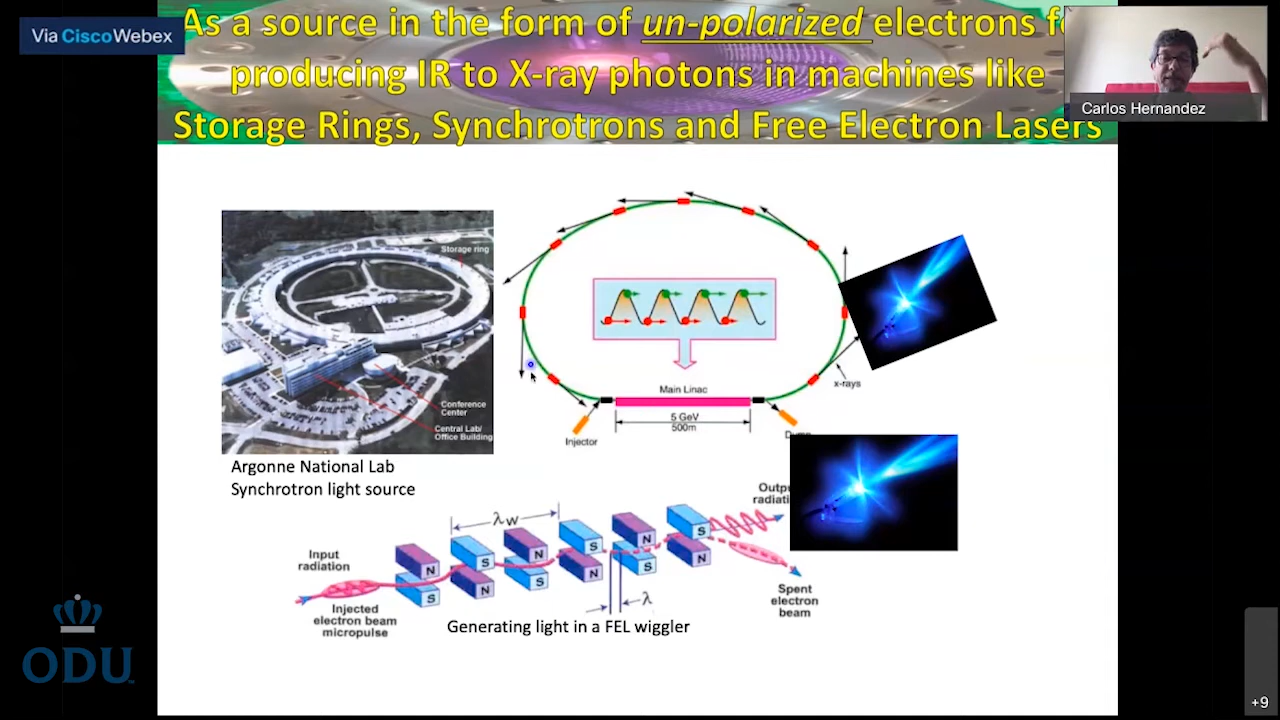 Via CiscoWebex
As a source in the form of un-polarized electrons
producing IR to X-ray photons in machines like
Storage Rings, Synchrotrons and Free Electron Lasers
Carlos Hernandez
Storage ring
Conference
Center
Central Lab/
Office Building
Argonne National Lab
Synchrotron light source
Main Linac
5 GeV
500m
Injector
x-rays
λw
Input
radiation
N
S
S
N
N
S
S
N
N
S
S
N
λ
Injected
electron beam
micropulse
Spent
electron
beam
Generating light in a FEL wiggler
ODU
+9